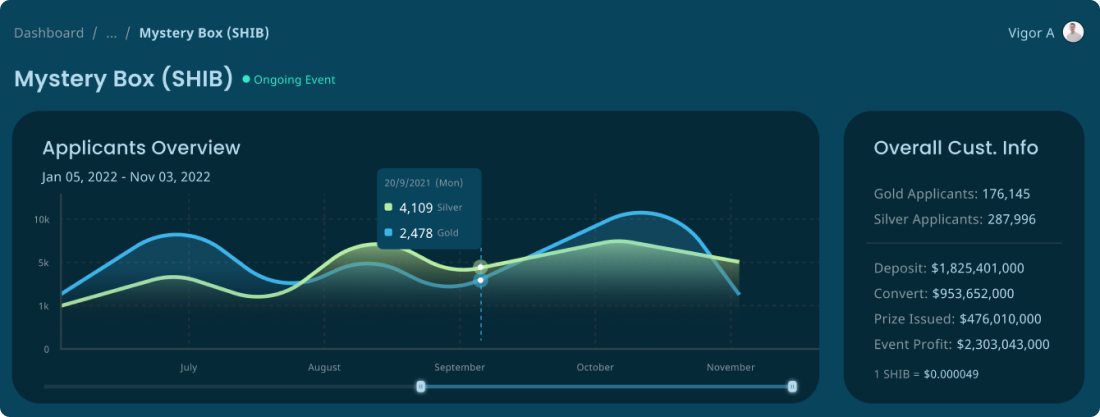 Dashboard / ... / Mystery Box (SHIB)
Vigor A
Mystery Box (SHIB) Ongoing Event
Applicants Overview
Jan 05, 2022 - Nov 03, 2022
20/9/2021 (Mon)
4,109 Silver
2,478 Gold
10k
5k
1k
0
July August September October November
Overall Cust. Info
Gold Applicants: 176,145
Silver Applicants: 287,996
Deposit: $1,825,401,000
Convert: $953,652,000
Prize Issued: $476,010,000
Event Profit: $2,303,043,000
1 SHIB = $0.000049